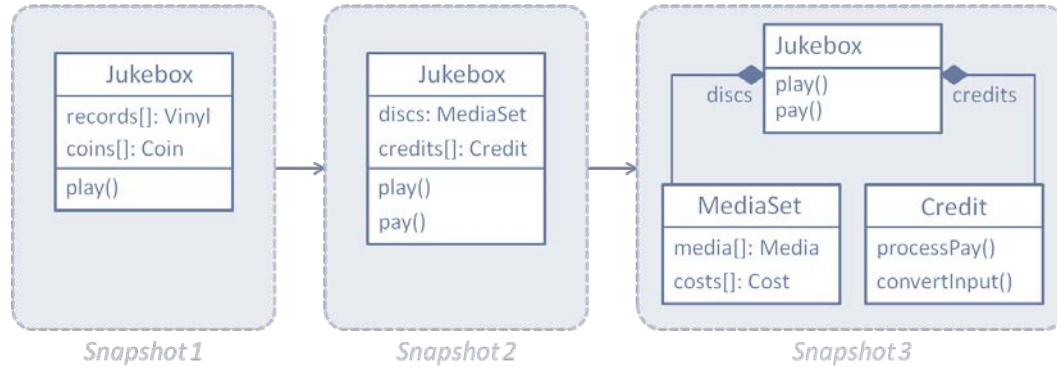 Jukebox
records[]: Vinyl
coins[]: Coin
play()
Snapshot 1
Jukebox
discs: MediaSet
credits[]: Credit
play()
pay()
Snapshot 2
Jukebox
play()
pay()
discs
credits
MediaSet
media[]: Media
costs[]: Cost
Credit
processPay()
convertInput()
Snapshot 3